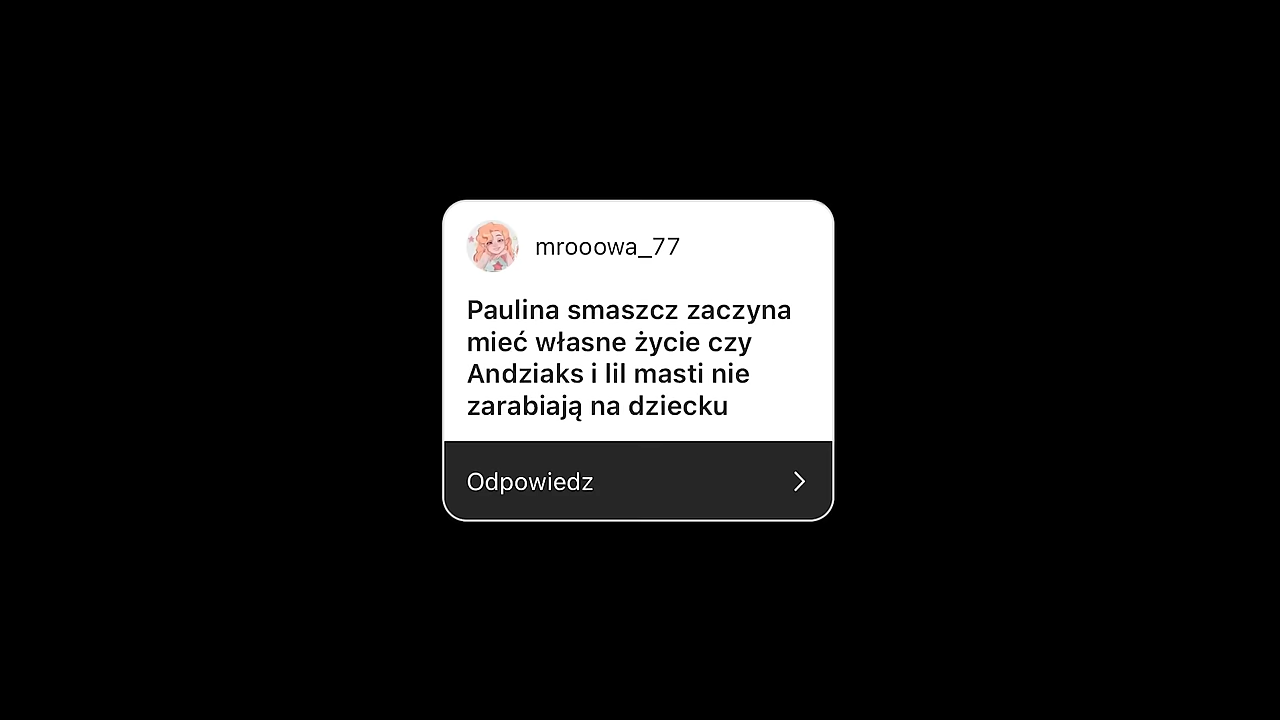 mrooowa_77
Paulina smaszcz zaczyna
mieć własne życie czy
Andziaks i lil masti nie
zarabiają na dziecku
Odpowiedz